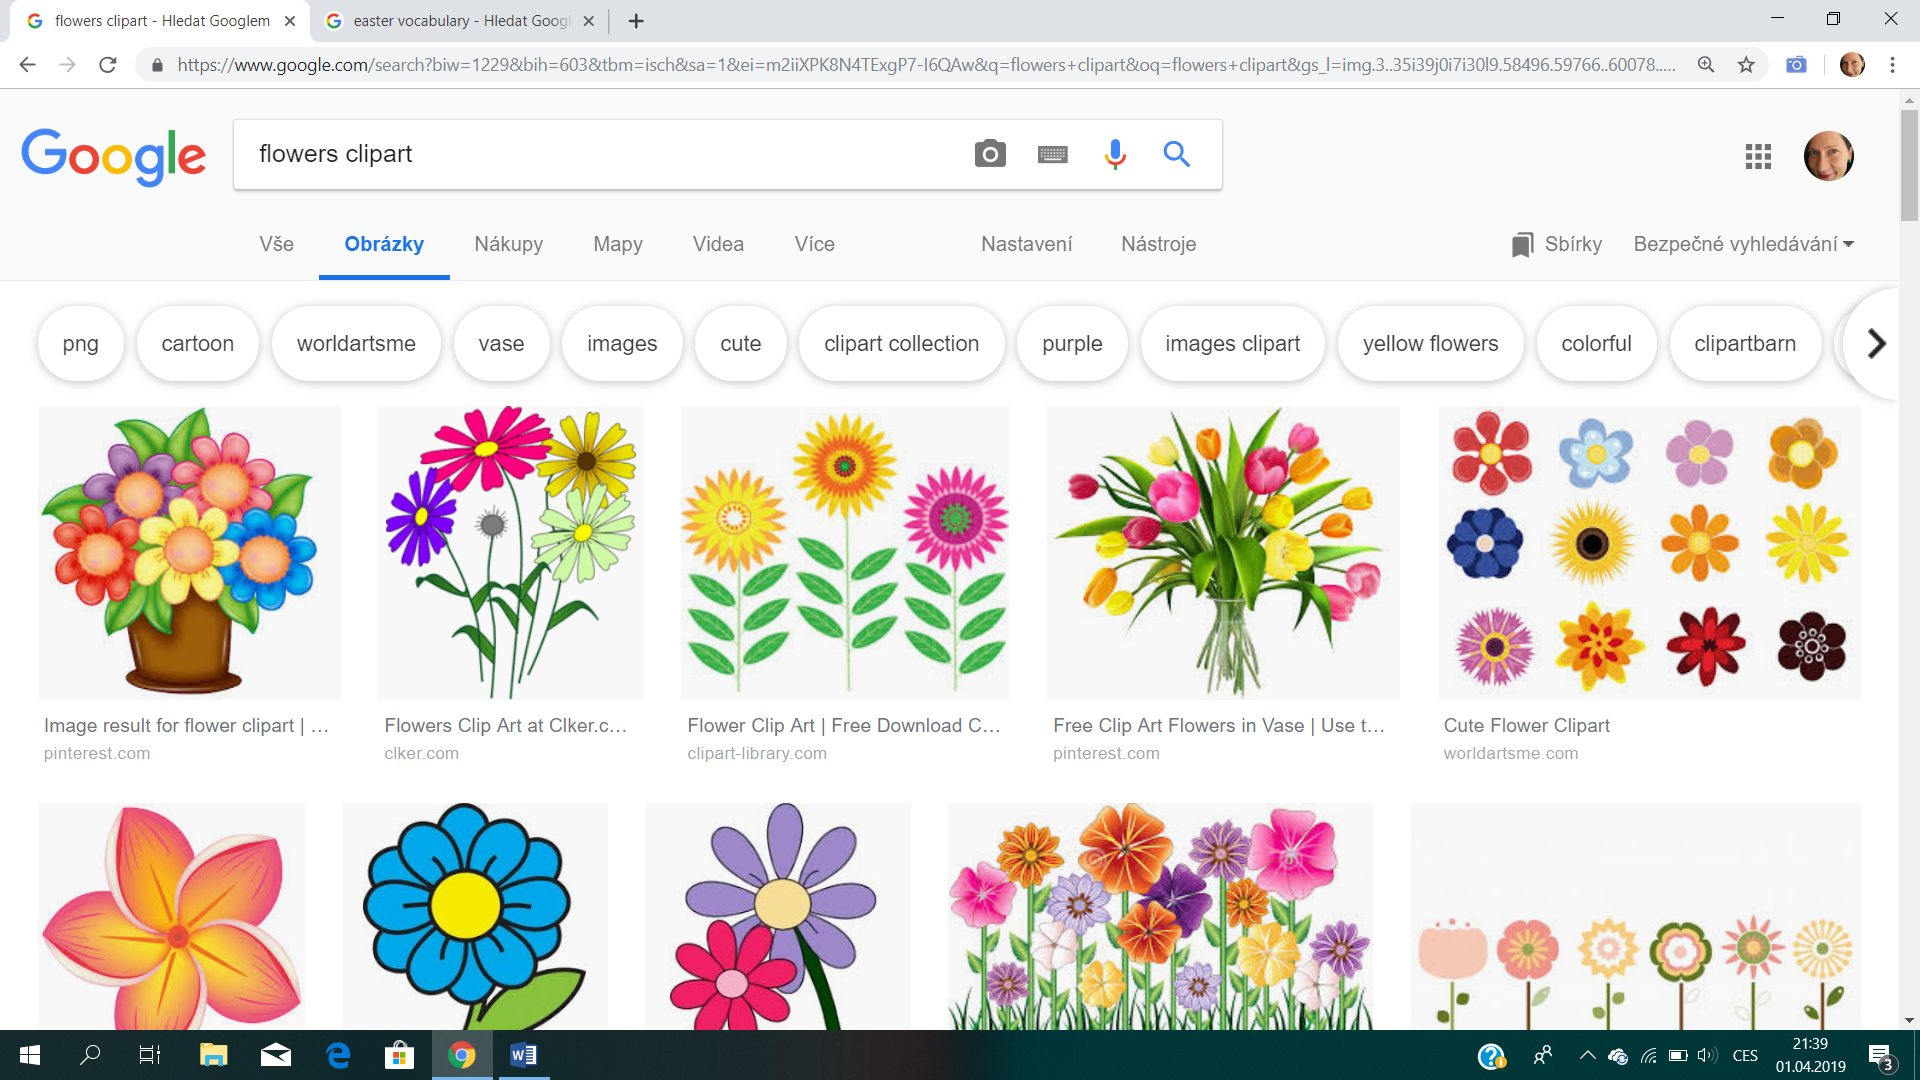 flowers clipart - Hledat Googlem
easter vocabulary - Hledat Goog
https://www.google.com/search?biw=1229&bih=603&tbm=isch&sa=1&ei=m2iiXPK8N4TExgP7-I6QAw&q=flowers+clipart&oq=flowers+clipart&gs_l=img.3..35i39j0i7i30l9.58496.59766..60078.....
Google
flowers clipart
Vše Obrázky Nákupy Mapy Videa Více Nastavení Nástroje Sbírky Bezpečné vyhledávání
png cartoon worldartsme vase images cute clipart collection purple images clipart yellow flowers colorful clipartbarn
Image result for flower clipart | ...
pinterest.com
Flowers Clip Art at Clker.c...
clker.com
Flower Clip Art | Free Download C...
clipart-library.com
Free Clip Art Flowers in Vase | Use t...
pinterest.com
Cute Flower Clipart
worldartsme.com
CES
21:39
01.04.2019
3